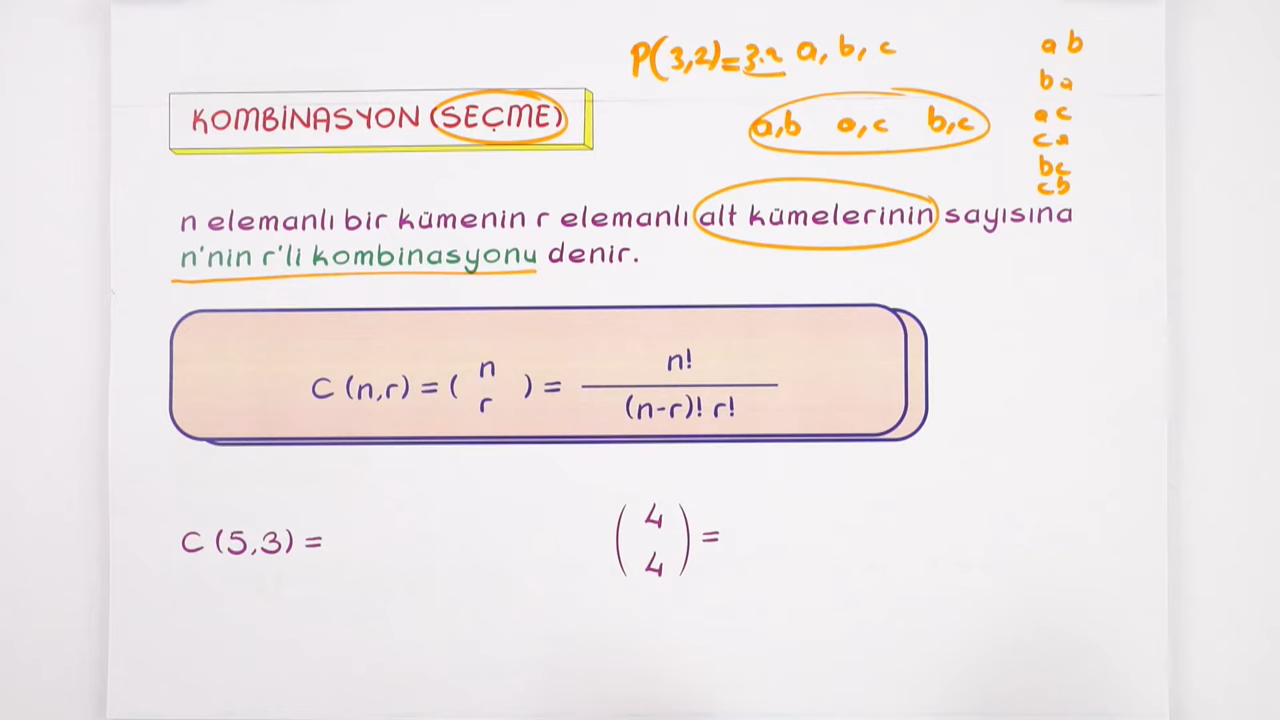 P(3,2)=3.2 a, b, c
a b
b a
a c
c a
b c
c b
KOMBİNASYON (SEÇME)
a,b a,c b,c
n elemanlı bir kümenin r elemanlı alt kümelerinin sayısına
n'nin r'li kombinasyonu denir.
C (n,r) = ( n r ) = n! (n-r)! r!
C (5,3) =
( 4 4 ) =